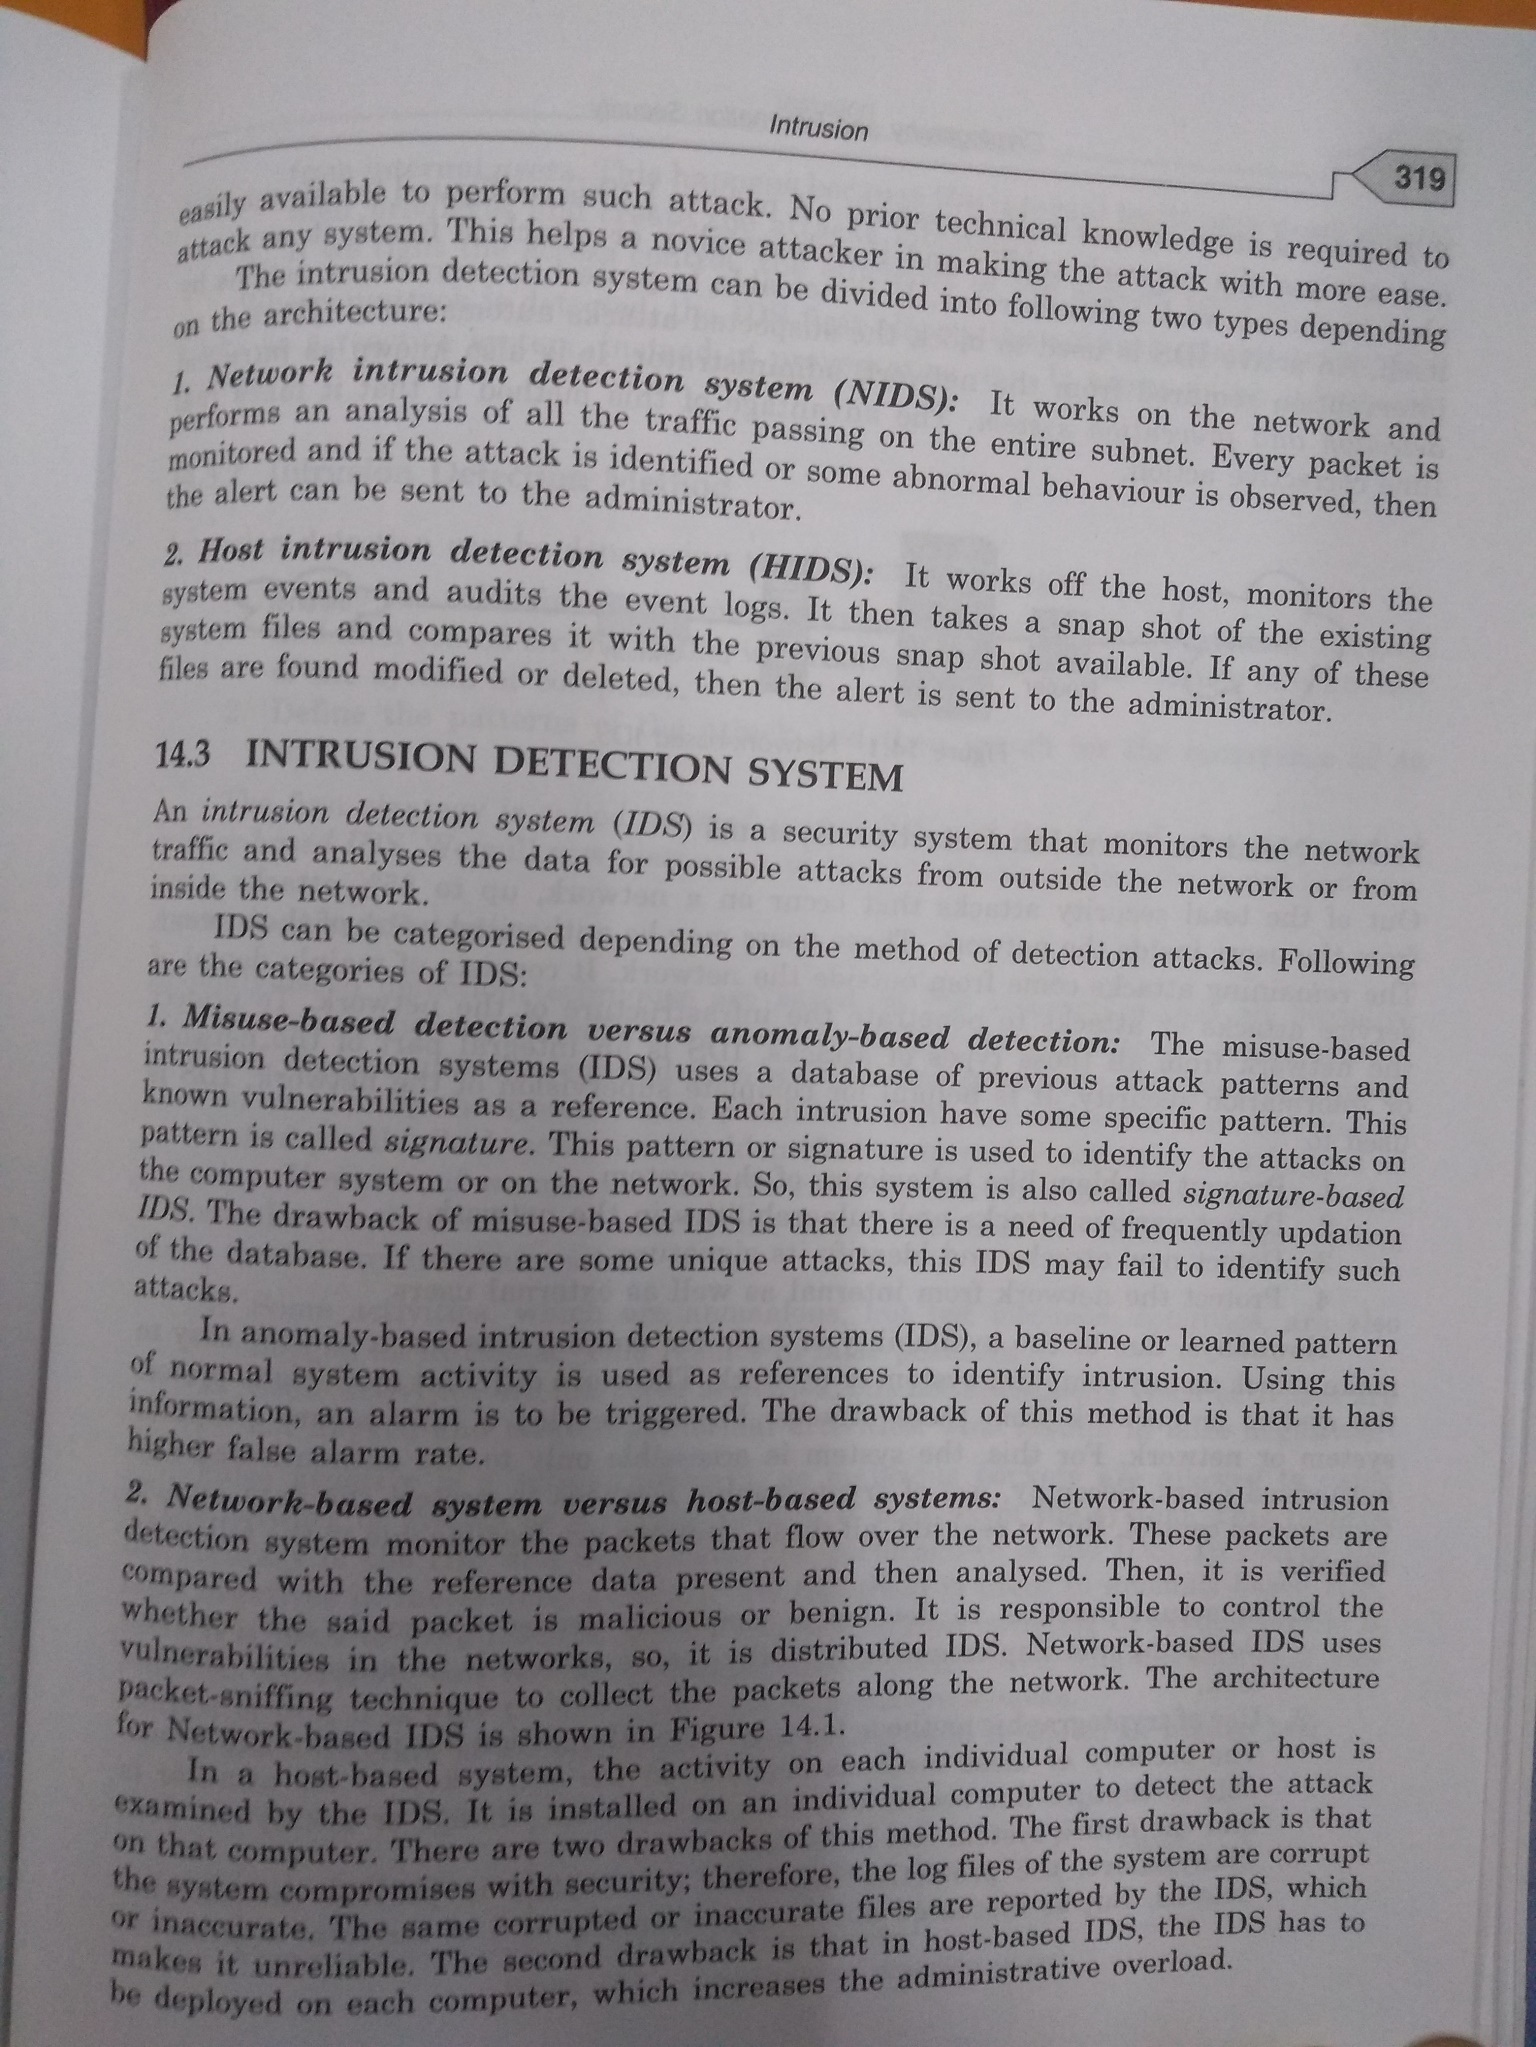 Intrusion
319
easily available to perform such attack. No prior technical knowledge is required to
attack any system. This helps a novice attacker in making the attack with more ease.
The intrusion detection system can be divided into following two types depending
on the architecture:
1. Network intrusion detection system (NIDS): It works on the network and
performs an analysis of all the traffic passing on the entire subnet. Every packet is
monitored and if the attack is identified or some abnormal behaviour is observed, then
the alert can be sent to the administrator.
2. Host intrusion detection system (HIDS): It works off the host, monitors the
system events and audits the event logs. It then takes a snap shot of the existing
system files and compares it with the previous snap shot available. If any of these
files are found modified or deleted, then the alert is sent to the administrator.
14.3 INTRUSION DETECTION SYSTEM
An intrusion detection system (IDS) is a security system that monitors the network
traffic and analyses the data for possible attacks from outside the network or from
inside the network.
IDS can be categorised depending on the method of detection attacks. Following
are the categories of IDS:
1. Misuse-based detection versus anomaly-based detection: The misuse-based
intrusion detection systems (IDS) uses a database of previous attack patterns and
known vulnerabilities as a reference. Each intrusion have some specific pattern. This
pattern is called signature. This pattern or signature is used to identify the attacks on
the computer system or on the network. So, this system is also called signature-based
IDS. The drawback of misuse-based IDS is that there is a need of frequently updation
of the database. If there are some unique attacks, this IDS may fail to identify such
attacks.
In anomaly-based intrusion detection systems (IDS), a baseline or learned pattern
of normal system activity is used as references to identify intrusion. Using this
information, an alarm is to be triggered. The drawback of this method is that it has
higher false alarm rate.
2. Network-based system versus host-based systems: Network-based intrusion
detection system monitor the packets that flow over the network. These packets are
compared with the reference data present and then analysed. Then, it is verified
whether the said packet is malicious or benign. It is responsible to control the
vulnerabilities in the networks, so, it is distributed IDS. Network-based IDS uses
packet-sniffing technique to collect the packets along the network. The architecture
for Network-based IDS is shown in Figure 14.1.
In a host-based system, the activity on each individual computer or host is
examined by the IDS. It is installed on an individual computer to detect the attack
on that computer. There are two drawbacks of this method. The first drawback is that
the system compromises with security; therefore, the log files of the system are corrupt
or inaccurate. The same corrupted or inaccurate files are reported by the IDS, which
makes it unreliable. The second drawback is that in host-based IDS, the IDS has to
be deployed on each computer, which increases the administrative overload.